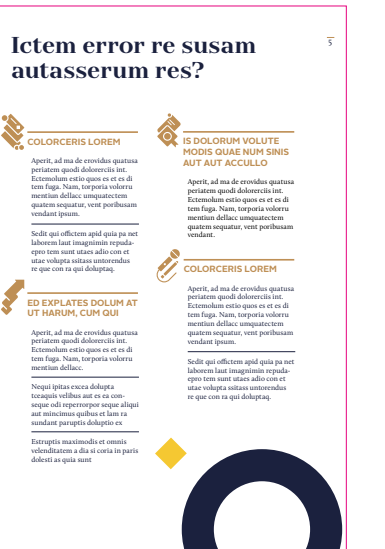 Ictem error re susam
autasserum res?
5
COLORCERIS LOREM
Aperit, ad ma de erovidus quatusa
periatem quodi dolorerciis int.
Ectemolum estio quos es et es di
tem fuga. Nam, torporia volorru
mentiun dellacc umquatectem
quatem sequatur, vent poribusam
vendant ipsum.
Sedit qui offictem apid quia pa net
laborem laut imagnimin repuda-
epro tem sunt utaes adio con et
utae volupta ssitass untorendus
re que con ra qui doluptaq.
ED EXPLATES DOLUM AT
UT HARUM, CUM QUI
Aperit, ad ma de erovidus quatusa
periatem quodi dolorerciis int.
Ectemolum estio quos es et es di
tem fuga. Nam, torporia volorru
mentiun dellacc.
Nequi ipitas excea dolupta
tceaquis velibus aut es ea con-
seque odi reperrorpor seque aliqui
aut mincimus quibus et lam ra
sundant paruptis doluptio ex
Estruptis maximodis et omnis
velenditatem a dia si coria in paris
dolesti as quia sunt
IS DOLORUM VOLUTE
MODIS QUAE NUM SINIS
AUT AUT ACCULLO
Aperit, ad ma de erovidus quatusa
periatem quodi dolorerciis int.
Ectemolum estio quos es et es di
tem fuga. Nam, torporia volorru
mentiun dellacc umquatectem
quatem sequatur, vent poribusam
vendant.
COLORCERIS LOREM
Aperit, ad ma de erovidus quatusa
periatem quodi dolorerciis int.
Ectemolum estio quos es et es di
tem fuga. Nam, torporia volorru
mentiun dellacc umquatectem
quatem sequatur, vent poribusam
vendant ipsum.
Sedit qui offictem apid quia pa net
laborem laut imagnimin repuda-
epro tem sunt utaes adio con et
utae volupta ssitass untorendus
re que con ra qui doluptaq.